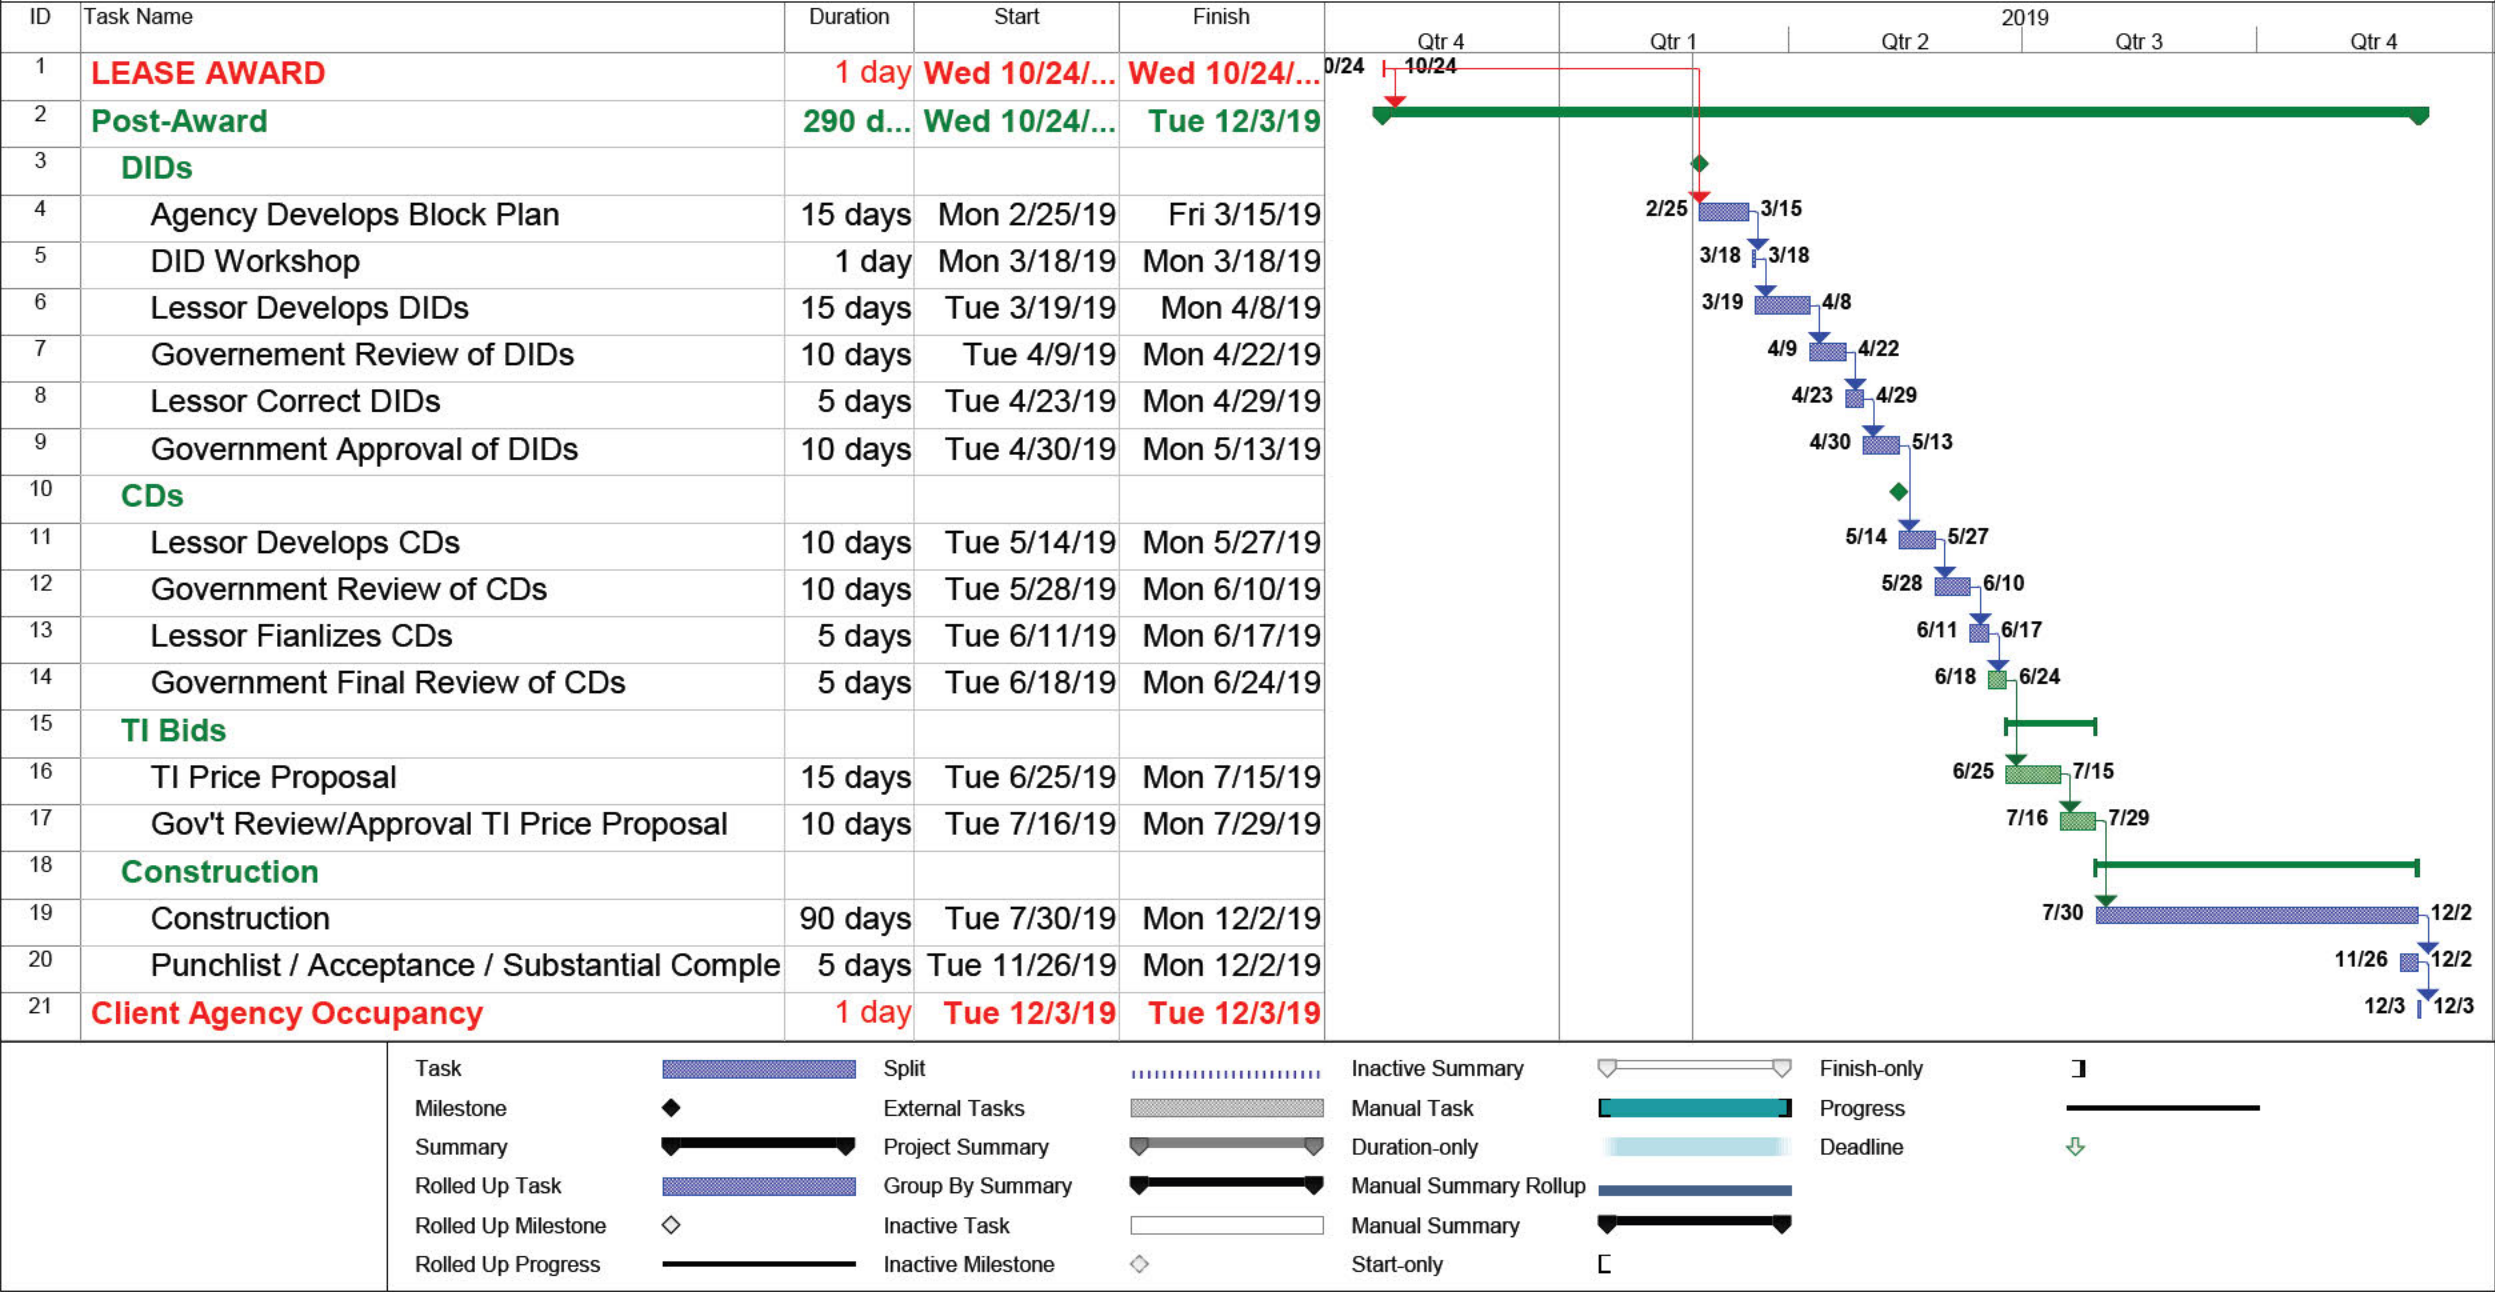 ID Task Name Duration Start Finish 2019
Qtr 4 Qtr 1 Qtr 2 Qtr 3 Qtr 4
1 LEASE AWARD 1 day Wed 10/24/... Wed 10/24/... 0/24 10/24
2 Post-Award 290 d... Wed 10/24/... Tue 12/3/19
3 DIDs
4 Agency Develops Block Plan 15 days Mon 2/25/19 Fri 3/15/19 2/25 3/15
5 DID Workshop 1 day Mon 3/18/19 Mon 3/18/19 3/18 3/18
6 Lessor Develops DIDs 15 days Tue 3/19/19 Mon 4/8/19 3/19 4/8
7 Governement Review of DIDs 10 days Tue 4/9/19 Mon 4/22/19 4/9 4/22
8 Lessor Correct DIDs 5 days Tue 4/23/19 Mon 4/29/19 4/23 4/29
9 Government Approval of DIDs 10 days Tue 4/30/19 Mon 5/13/19 4/30 5/13
10 CDs
11 Lessor Develops CDs 10 days Tue 5/14/19 Mon 5/27/19 5/14 5/27
12 Government Review of CDs 10 days Tue 5/28/19 Mon 6/10/19 5/28 6/10
13 Lessor Fianlizes CDs 5 days Tue 6/11/19 Mon 6/17/19 6/11 6/17
14 Government Final Review of CDs 5 days Tue 6/18/19 Mon 6/24/19 6/18 6/24
15 TI Bids
16 TI Price Proposal 15 days Tue 6/25/19 Mon 7/15/19 6/25 7/15
17 Gov't Review/Approval TI Price Proposal 10 days Tue 7/16/19 Mon 7/29/19 7/16 7/29
18 Construction
19 Construction 90 days Tue 7/30/19 Mon 12/2/19 7/30 12/2
20 Punchlist / Acceptance / Substantial Comple 5 days Tue 11/26/19 Mon 12/2/19 11/26 12/2
21 Client Agency Occupancy 1 day Tue 12/3/19 Tue 12/3/19 12/3 12/3
Task Split Inactive Summary Finish-only
Milestone External Tasks Manual Task Progress
Summary Project Summary Duration-only Deadline
Rolled Up Task Group By Summary Manual Summary Rollup
Rolled Up Milestone Inactive Task Manual Summary
Rolled Up Progress Inactive Milestone Start-only